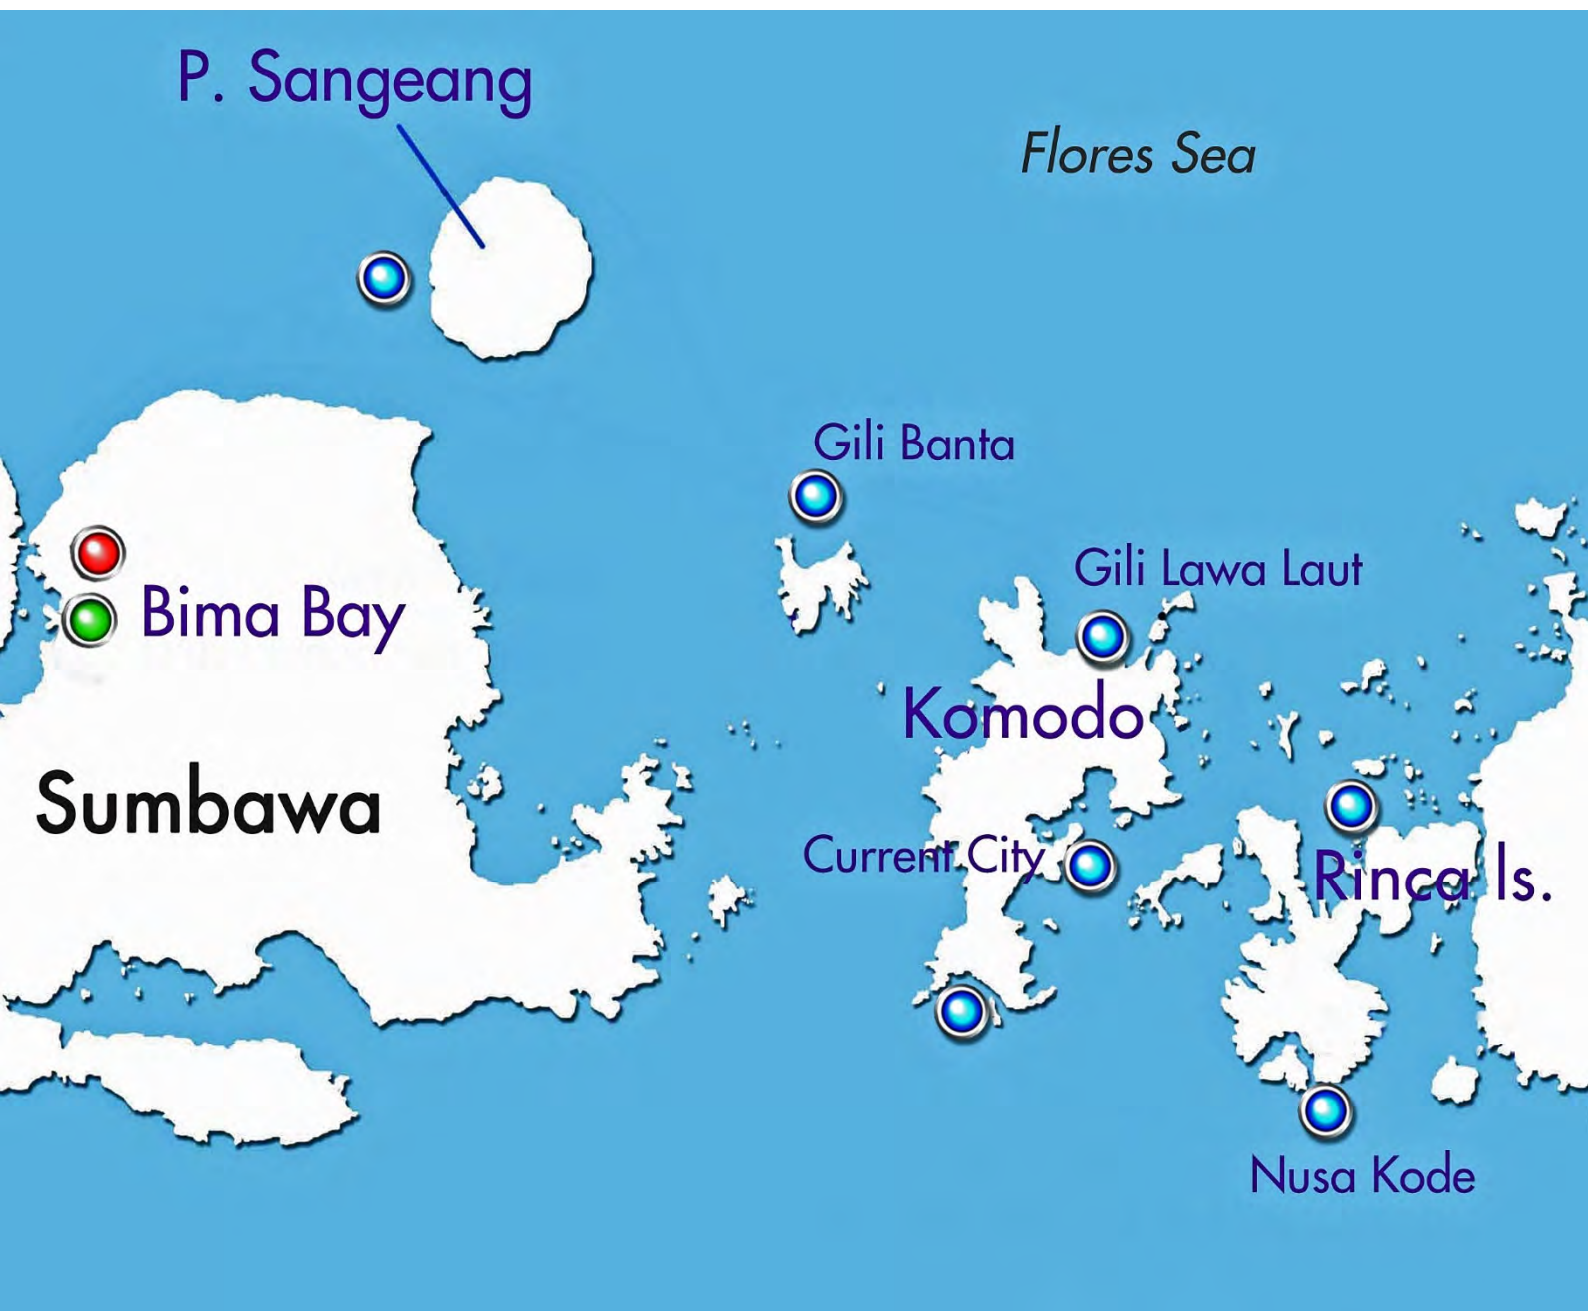 P. Sangeang
Flores Sea
Gili Banta
Gili Lawa Laut
Bima Bay
Komodo
Sumbawa
Current City
Rinca Is.
Nusa Kode